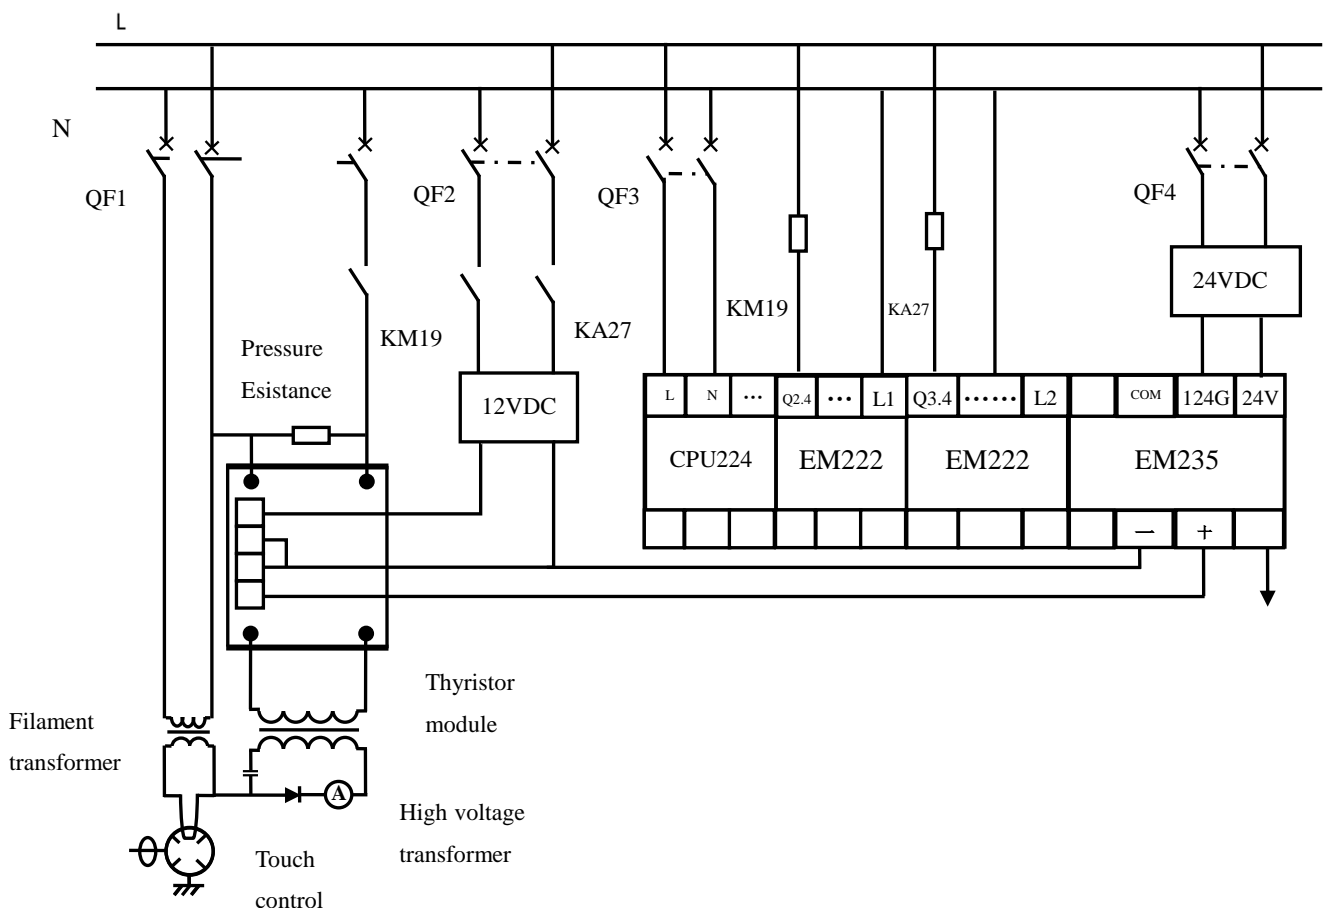 L
N
QF1
QF2
QF3
QF4
24VDC
KM19
KA27
KM19
KA27
Pressure
Esistance
12VDC
L N ... Q2.4 ... L1 Q3.4 ...... L2 COM 124G 24V
CPU224 EM222 EM222 EM235
— +
Thyristor
module
Filament
transformer
A
High voltage
transformer
Touch
control